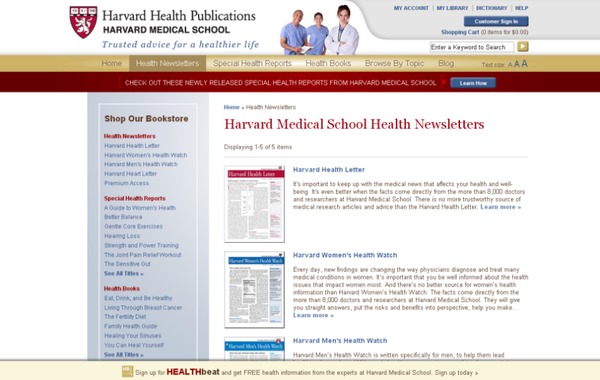 Harvard Health Publications
HARVARD MEDICAL SCHOOL
Trusted advice for a healthier life
MY ACCOUNT | MY LIBRARY | DICTIONARY | HELP
Customer Sign In
Shopping Cart (0 items for $0.00)
Enter a Keyword to Search
Home Health Newsletters Special Health Reports Health Books Browse By Topic Blog Text size: A A A
CHECK OUT THESE NEWLY RELEASED SPECIAL HEALTH REPORTS FROM HARVARD MEDICAL SCHOOL Learn How
Shop Our Bookstore
Health Newsletters
Harvard Health Letter
Harvard Women's Health Watch
Harvard Men's Health Watch
Harvard Heart Letter
Premium Access
Special Health Reports
A Guide to Women's Health
Better Balance
Gentle Core Exercises
Hearing Loss
Strength and Power Training
The Joint Pain Relief Workout
The Sensitive Gut
See All Titles »
Health Books
Eat, Drink, and Be Healthy
Living Through Breast Cancer
The Fertility Diet
Family Health Guide
Healing Your Sinuses
You Can Heal Yourself
See All Titles »
Home » Health Newsletters
Harvard Medical School Health Newsletters
Displaying 1-5 of 5 items
Harvard Health Letter
Harvard Health Letter
It's important to keep up with the medical news that affects your health and well-
being. It's even better when the facts come directly from the more than 8,000 doctors
and researchers at Harvard Medical School. There is no more trustworthy source of
medical research articles and advice than the Harvard Health Letter. Learn more »
Harvard Women's Health Watch
Harvard Women's Health Watch
Every day, new findings are changing the way physicians diagnose and treat many
medical conditions in women. It's important that you be well informed about the health
issues that impact women most. And there's no better source for women's health
information than Harvard Women's Health Watch. The facts come directly from the
more than 8,000 doctors and researchers at Harvard Medical School. They will give
you straight answers, put the risks and benefits into perspective, help you make...
Learn more »
Harvard Men's Health Watch
Harvard Men's Health Watch
Harvard Men's Health Watch is written specifically for men, to help them lead
Sign up for HEALTHbeat and get FREE health information from the experts at Harvard Medical School. Sign up today »